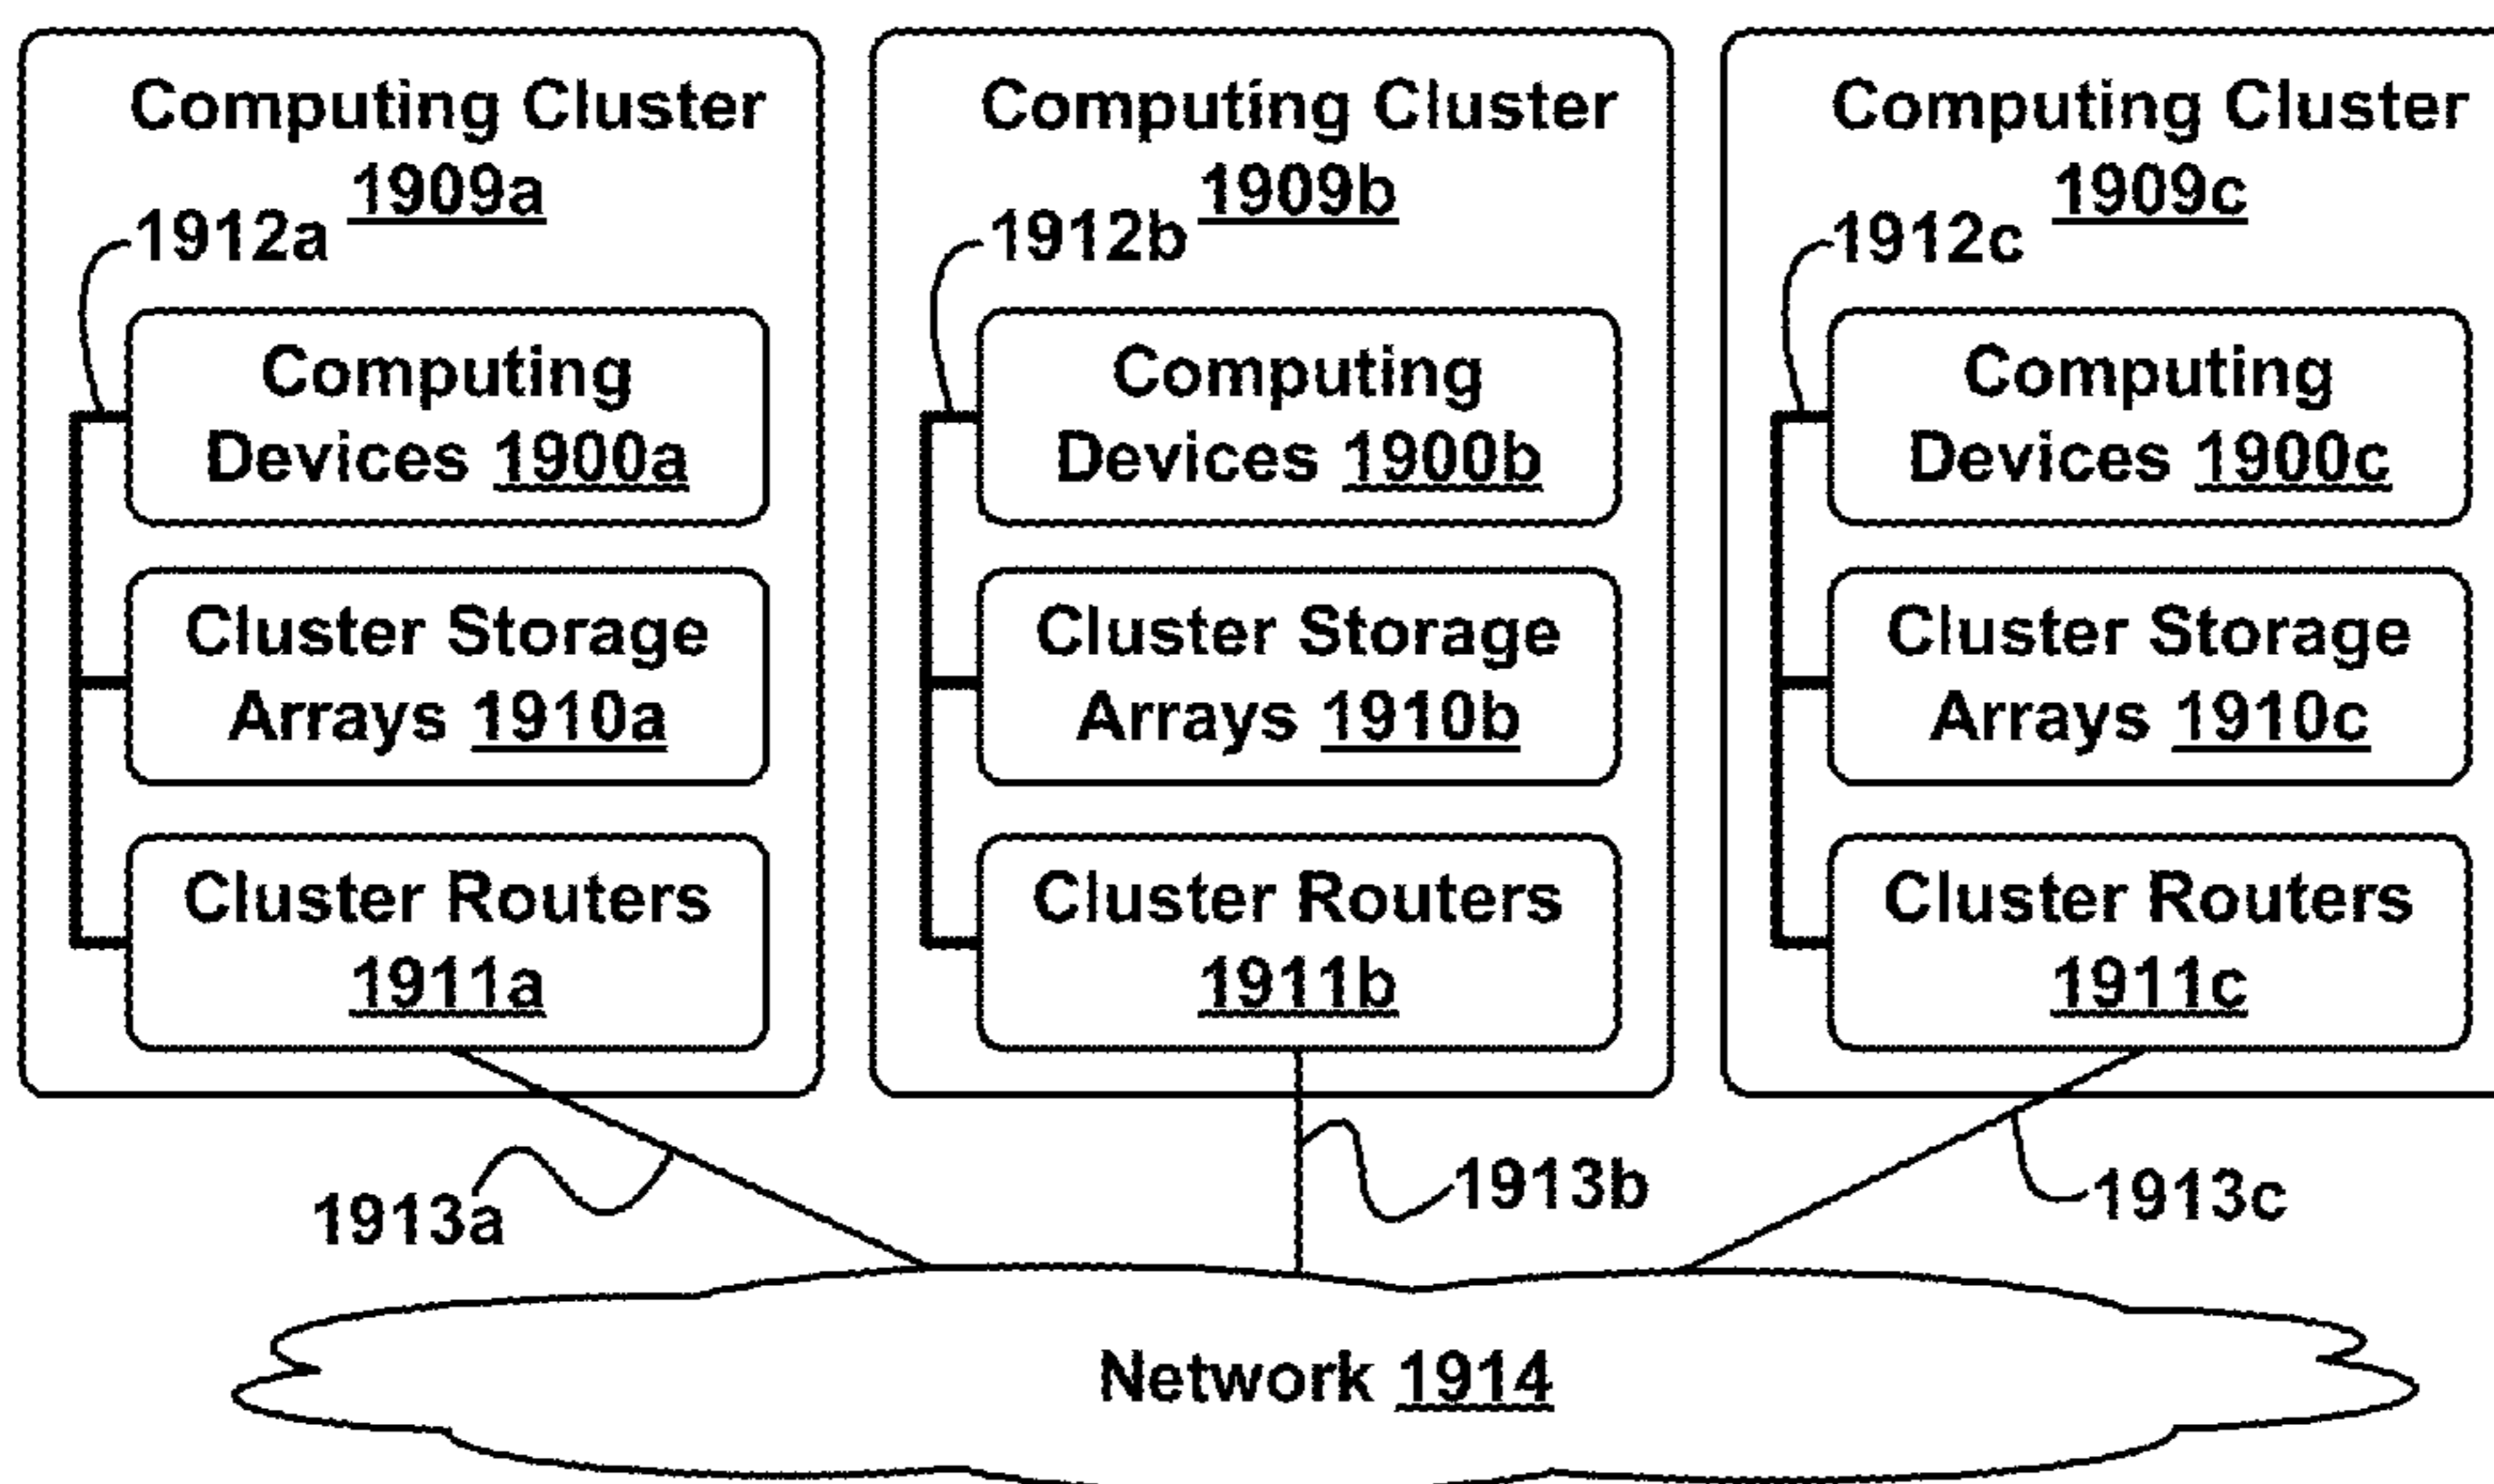 Computing Cluster
1909a
1912a
Computing
Devices 1900a
Cluster Storage
Arrays 1910a
Cluster Routers
1911a
Computing Cluster
1909b
1912b
Computing
Devices 1900b
Cluster Storage
Arrays 1910b
Cluster Routers
1911b
Computing Cluster
1909c
1912c
Computing
Devices 1900c
Cluster Storage
Arrays 1910c
Cluster Routers
1911c
1913a
1913b
1913c
Network 1914